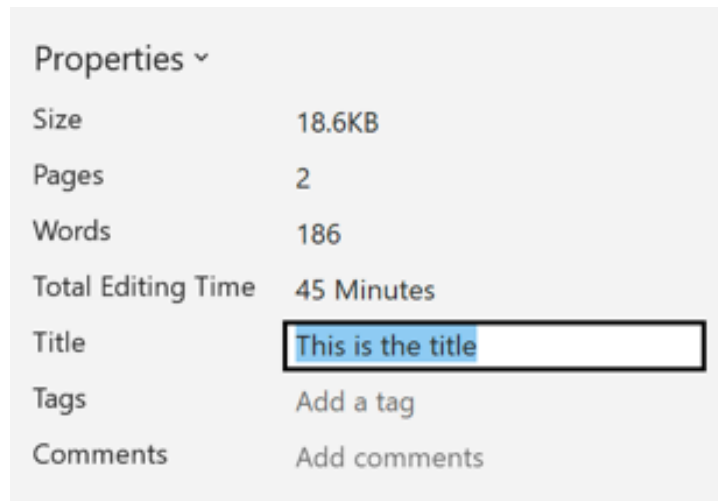 Properties
Size 18.6KB
Pages 2
Words 186
Total Editing Time 45 Minutes
Title This is the title
Tags Add a tag
Comments Add comments